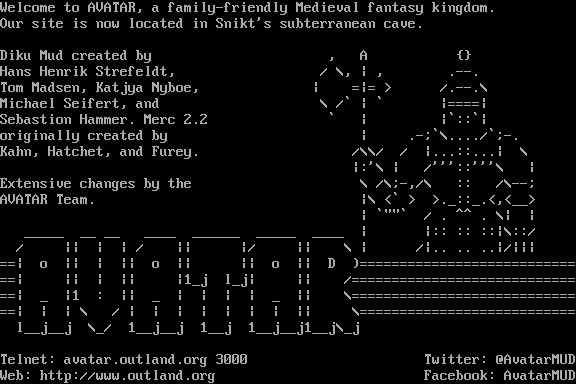 Welcome to AVATAR, a family-friendly Medieval fantasy kingdom.
Our site is now located in Snikt's subterranean cave.
Diku Mud created by
Hans Henrik Strefeldt,
Tom Madsen, Katjya Nyboe,
Michael Seifert, and
Sebastion Hammer. Merc 2.2
originally created by
Kahn, Hatchet, and Furey.
Extensive changes by the
AVATAR Team.
AVATAR
Telnet: avatar.outland.org 3000
Twitter: @AvatarMUD
Web: http://www.outland.org
Facebook: AvatarMUD